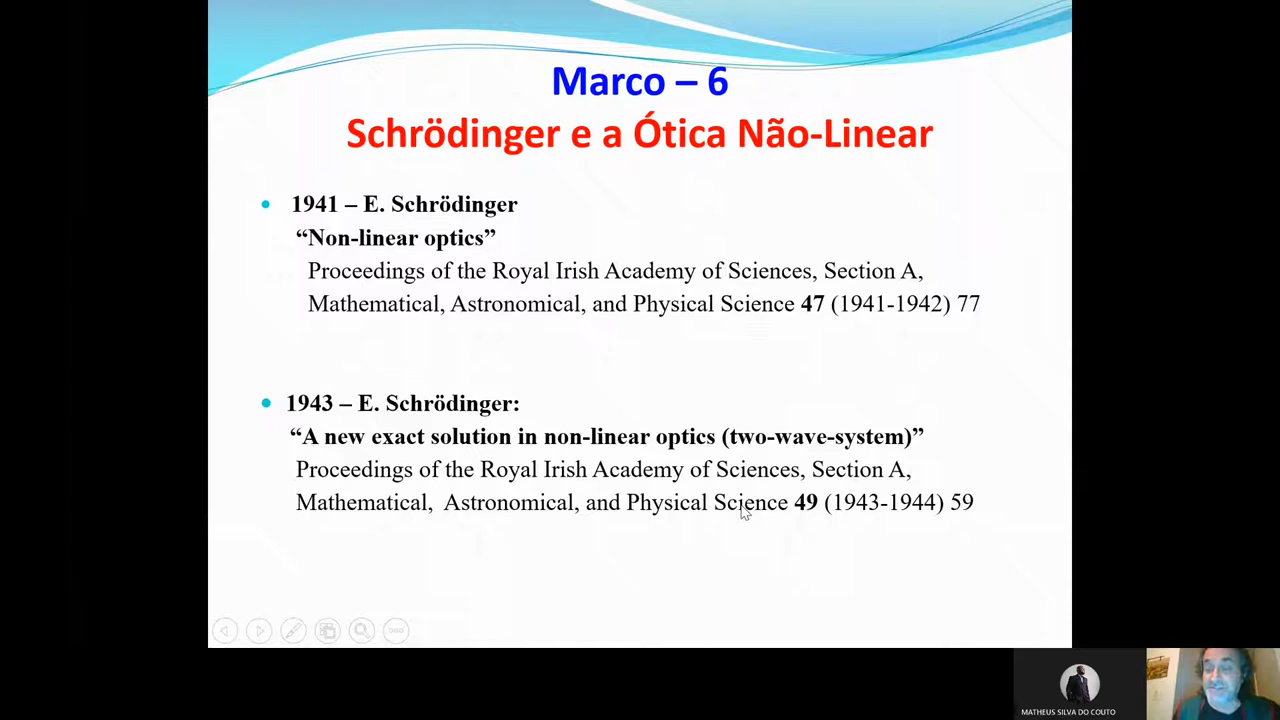 Marco – 6
Schrödinger e a Ótica Não-Linear
• 1941 – E. Schrödinger
“Non-linear optics”
Proceedings of the Royal Irish Academy of Sciences, Section A,
Mathematical, Astronomical, and Physical Science 47 (1941-1942) 77
• 1943 – E. Schrödinger:
“A new exact solution in non-linear optics (two-wave-system)”
Proceedings of the Royal Irish Academy of Sciences, Section A,
Mathematical, Astronomical, and Physical Science 49 (1943-1944) 59
MATHEUS SILVA DO COUTO